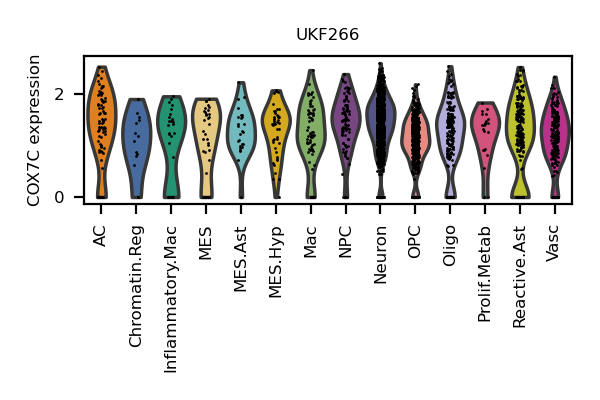 UKF266
COX7C expression
2
0
AC
Chromatin.Reg
Inflammatory.Mac
MES
MES.Ast
MES.Hyp
Mac
NPC
Neuron
OPC
Oligo
Prolif.Metab
Reactive.Ast
Vasc